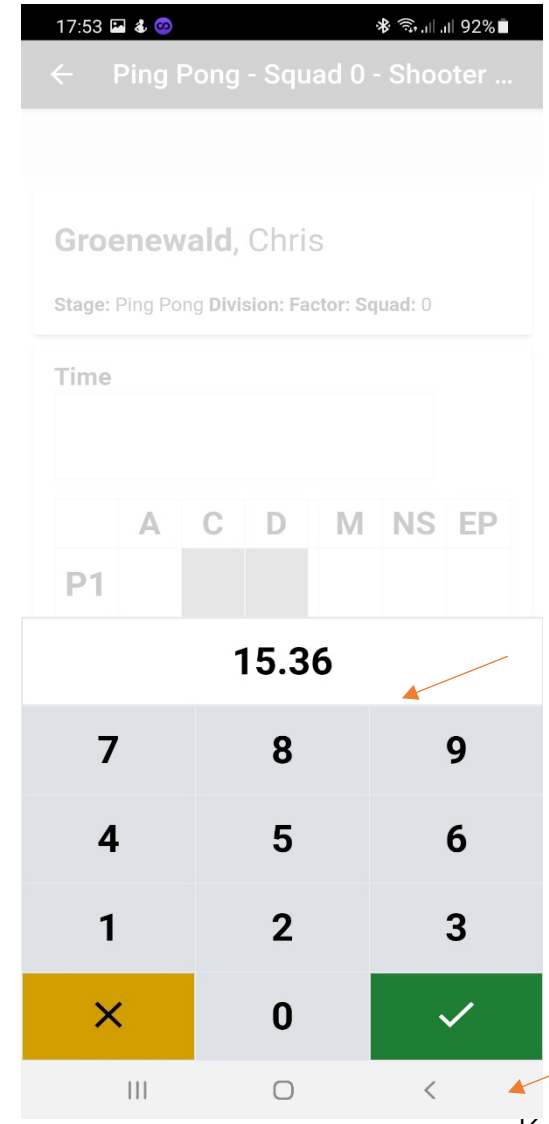 17:53 92%
Ping Pong - Squad 0 - Shooter ...
Groenewald, Chris
Stage: Ping Pong Division: Factor: Squad: 0
Time
A C D M NS EP
P1
15.36
7 8 9
4 5 6
1 2 3
0